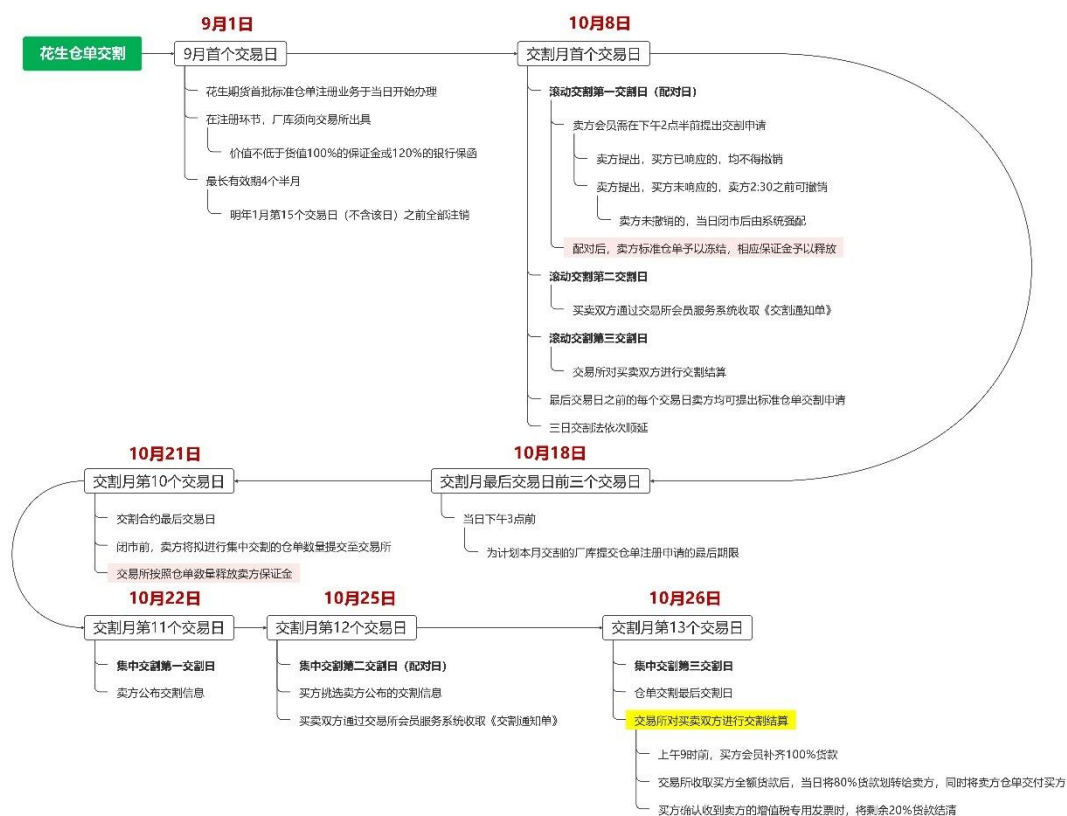 花生仓单交割
9月1日
9月首个交易日
花生期货首批标准仓单注册业务于当日开始办理
在注册环节，厂库须向交易所出具
价值不低于货值100%的保证金或120%的银行保函
最长有效期4个半月
明年1月第15个交易日（不含该日）之前全部注销
10月8日
交割月首个交易日
滚动交割第一交割日（配对日）
卖方会员需在下午2点半前提出交割申请
卖方提出，买方已响应的，均不得撤销
卖方提出，买方未响应的，卖方2:30之前可撤销
卖方未撤销的，当日闭市后由系统强配
配对后，卖方标准仓单予以冻结，相应保证金予以释放
滚动交割第二交割日
买卖双方通过交易所会员服务系统收取《交割通知单》
滚动交割第三交割日
交易所对买卖双方进行交割结算
最后交易日之前的每个交易日卖方均可提出标准仓单交割申请
三日交割法依次顺延
10月18日
交割月最后交易日前三个交易日
当日下午3点前
为计划本月交割的厂库提交仓单注册申请的最后期限
10月21日
交割月第10个交易日
交割合约最后交易日
闭市前，卖方将拟进行集中交割的仓单数量提交至交易所
交易所按照仓单数量释放卖方保证金
10月22日
交割月第11个交易日
集中交割第一交割日
卖方公布交割信息
10月25日
交割月第12个交易日
集中交割第二交割日（配对日）
买方挑选卖方公布的交割信息
买卖双方通过交易所会员服务系统收取《交割通知单》
10月26日
交割月第13个交易日
集中交割第三交割日
仓单交割最后交割日
交易所对买卖双方进行交割结算
上午9时前，买方会员补齐100%货款
交易所收取买方全额货款后，当日将80%货款划转给卖方，同时将卖方仓单交付买方
买方确认收到卖方的增值税专用发票时，将剩余20%货款结清